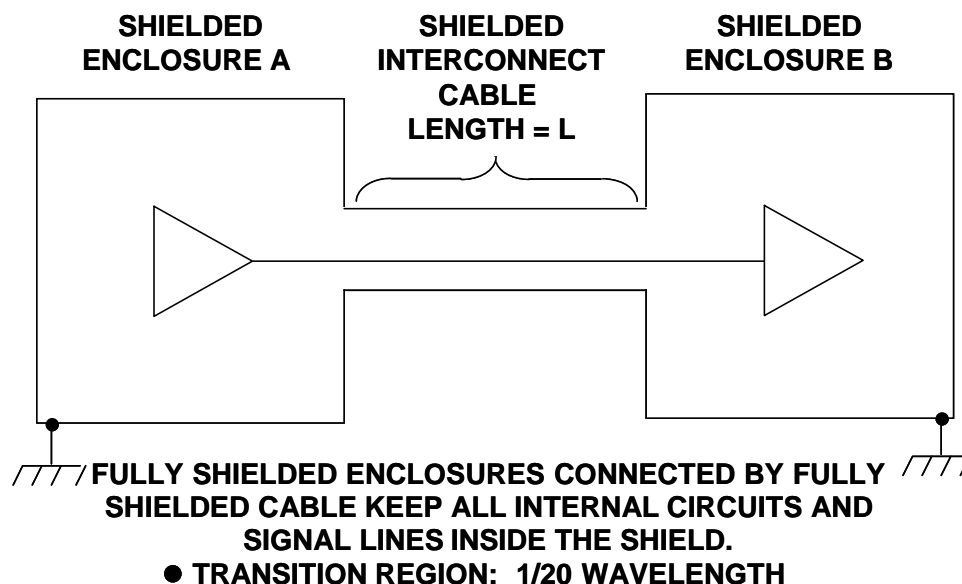 SHIELDED
ENCLOSURE A
SHIELDED
INTERCONNECT
CABLE
LENGTH = L
SHIELDED
ENCLOSURE B
FULLY SHIELDED ENCLOSURES CONNECTED BY FULLY
SHIELDED CABLE KEEP ALL INTERNAL CIRCUITS AND
SIGNAL LINES INSIDE THE SHIELD.
● TRANSITION REGION: 1/20 WAVELENGTH